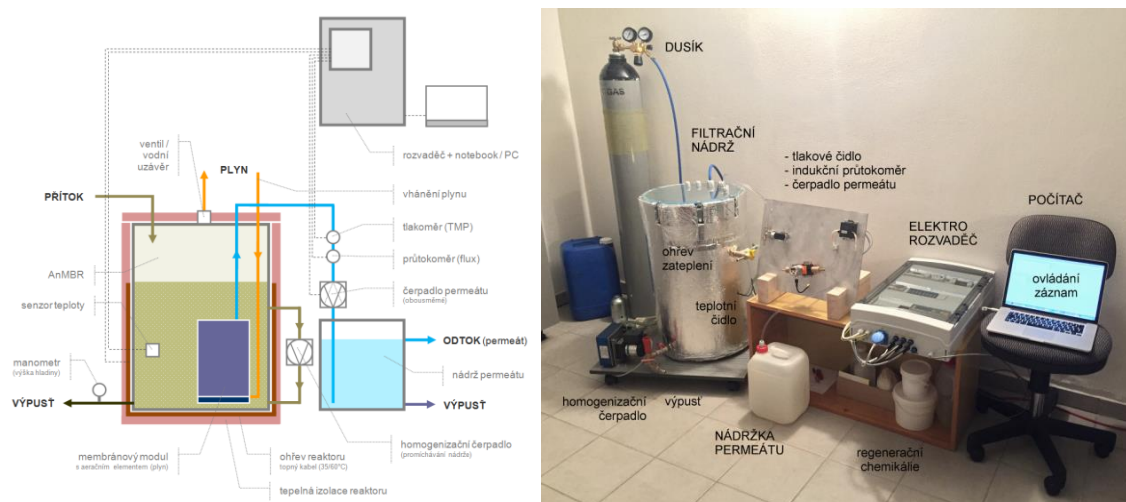 ventil /
vodní
uzávěr
PLYN
PŘÍTOK
rozvaděč + notebook / PC
vhánění plynu
tlakoměr (TMP)
průtokoměr (flux)
AnMBR
senzor teploty
čerpadlo permeátu
(obousměrné)
manometr
(výška hladiny)
VÝPUSŤ
ODTOK (permeát)
nádrž permeátu
VÝPUSŤ
homogenizační čerpadlo
(promíchávání nádrže)
membránový modul
s aeračním elementem (plyn)
ohřev reaktoru
topný kabel (35/60°C)
tepelná izolace reaktoru
DUSÍK
GAS
FILTRAČNÍ
NÁDRŽ
- tlakové čidlo
- indukční průtokoměr
- čerpadlo permeátu
POČÍTAČ
ELEKTRO
ROZVADĚČ
ohřev
zateplení
ovládání
záznam
teplotní
čidlo
homogenizační
čerpadlo
výpusť
NÁDRŽKA
PERMEÁTU
regenerační
chemikálie